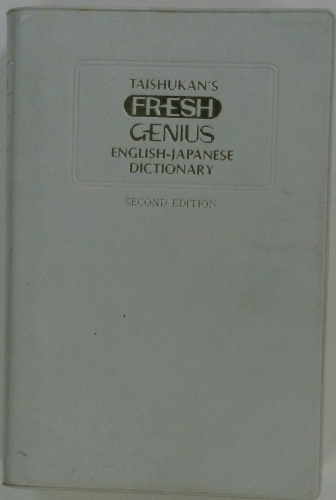 TAISHUKAN'S
FRESH
GENIUS
ENGLISH-JAPANESE
DICTIONARY
SECOND EDITION